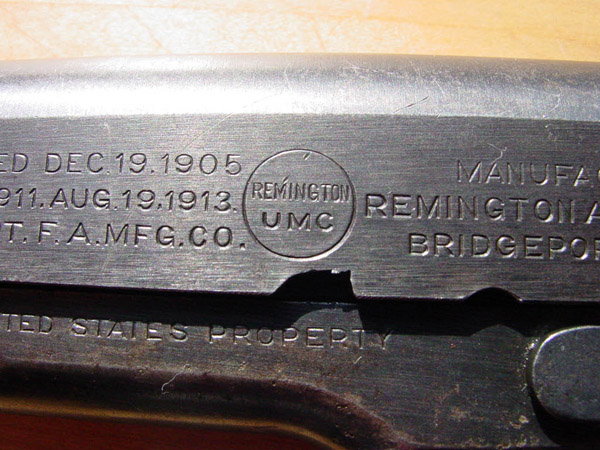 ED DEC.19.1905
911.AUG.19,1913.
T.F.A.MFG.CO.
REMINGTON
UMC
MANUFAC
REMINGTON A
BRIDGEPOR
TED STATES PROPERTY